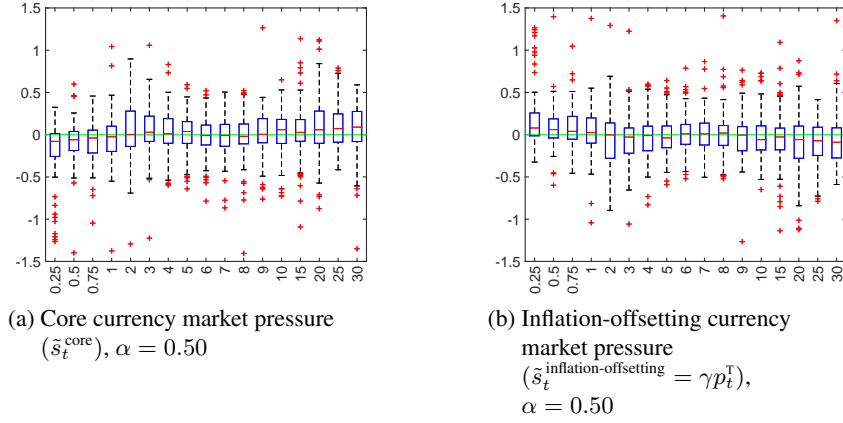 1.5
1
0.5
0
-0.5
-1
-1.5
0.25 0.5 0.75 1 2 3 4 5 6 7 8 9 10 15 20 25 30
(a) Core currency market pressure
(s̃ₜ^core), α = 0.50
1.5
1
0.5
0
-0.5
-1
-1.5
0.25 0.5 0.75 1 2 3 4 5 6 7 8 9 10 15 20 25 30
(b) Inflation-offsetting currency
market pressure
(s̃ₜ^inflation-offsetting = γpₜ^T),
α = 0.50